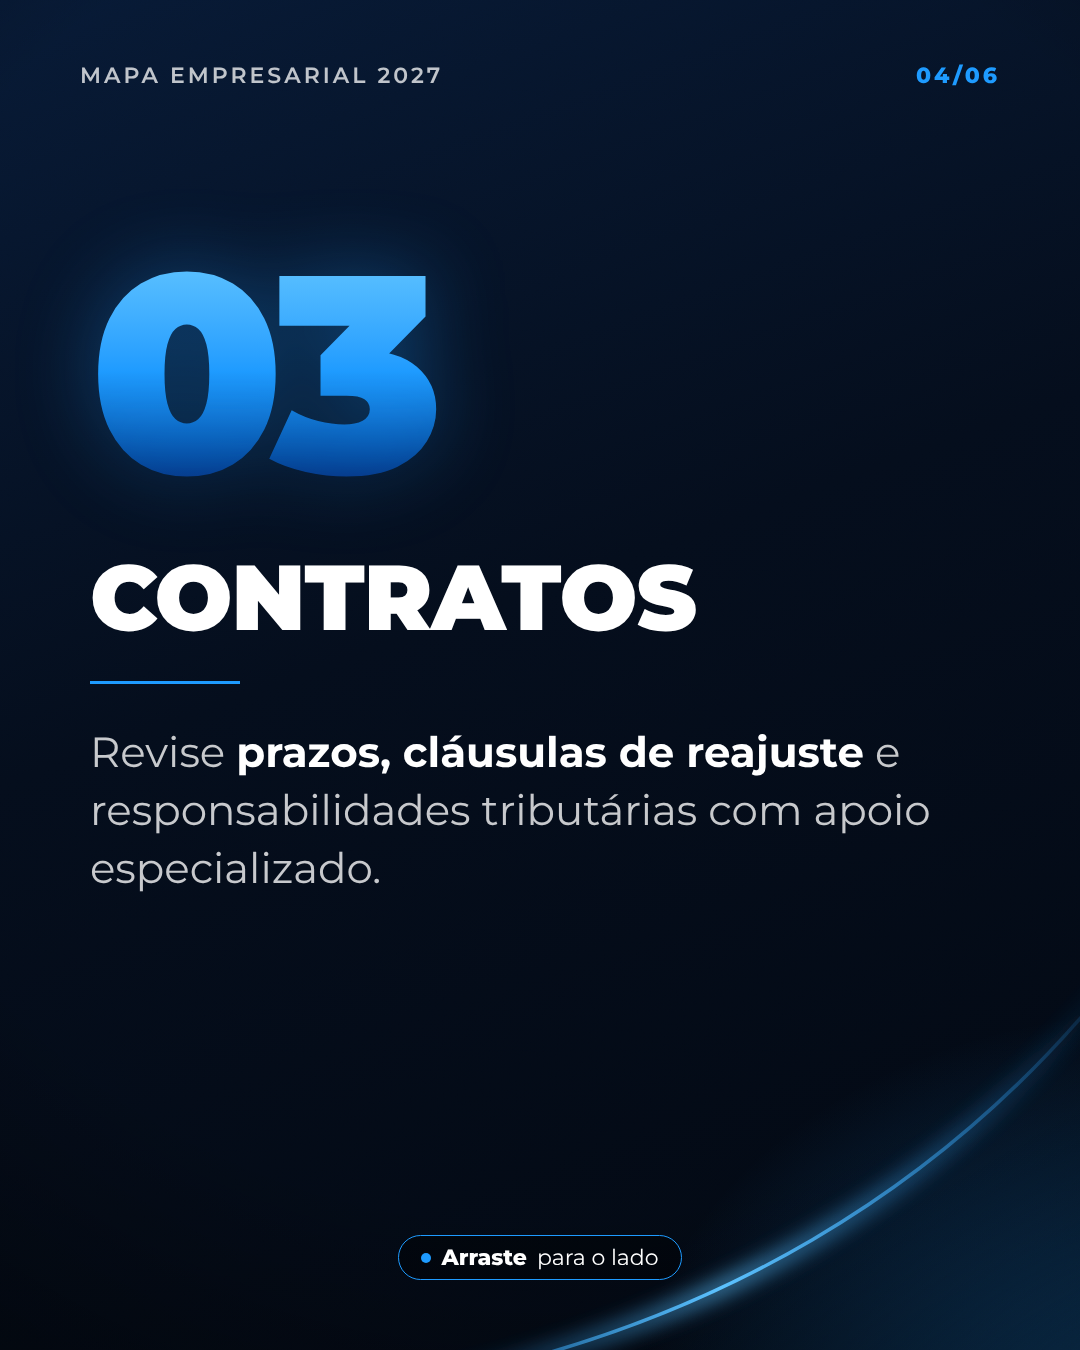 MAPA EMPRESARIAL 2027
04/06
03
CONTRATOS
Revise prazos, cláusulas de reajuste e
responsabilidades tributárias com apoio
especializado.
Arraste para o lado